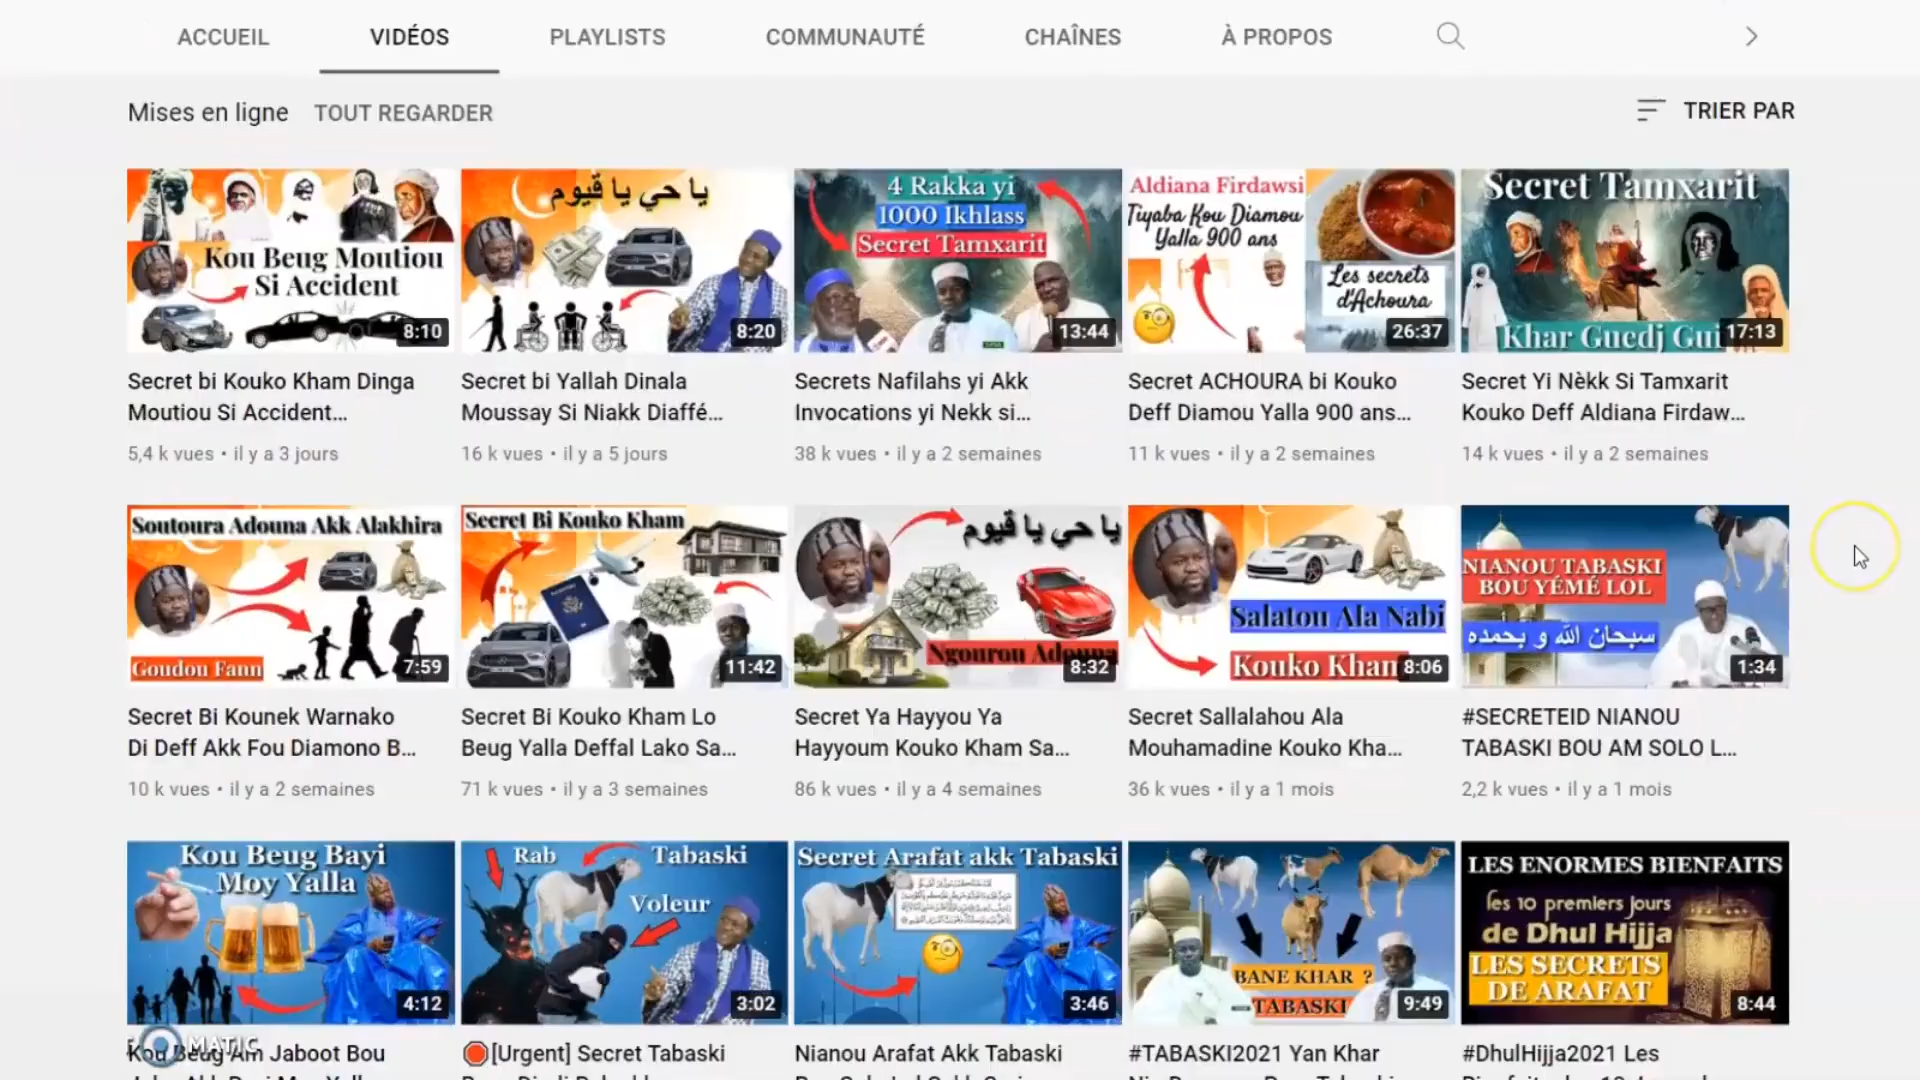 ACCUEIL
VIDÉOS
PLAYLISTS
COMMUNAUTÉ
CHAÎNES
À PROPOS
Mises en ligne
TOUT REGARDER
TRIER PAR
Kou Beug Moutiou
Si Accident
8:10
Secret bi Kouko Kham Dinga
Moutiou Si Accident...
5,4 k vues • il y a 3 jours
يا حي يا قيوم
8:20
Secret bi Yallah Dinala
Moussay Si Niakk Diaffé...
16 k vues • il y a 5 jours
4 Rakka yi
1000 Ikhlass
Secret Tamxarit
13:44
Secrets Nafilahs yi Akk
Invocations yi Nekk si...
38 k vues • il y a 2 semaines
Aldiana Firdawsi
Tiyaba Kou Diamou
Yalla 900 ans
Les secrets
d'Achoura
26:37
Secret ACHOURA bi Kouko
Deff Diamou Yalla 900 ans...
11 k vues • il y a 2 semaines
Secret Tamxarit
Khar Guedj Gui
17:13
Secret Yi Nèkk Si Tamxarit
Kouko Deff Aldiana Firdaw...
14 k vues • il y a 2 semaines
Soutoura Adouna Akk Alakhira
Goudou Fann
7:59
Secret Bi Kounek Warnako
Di Deff Akk Fou Diamono B...
10 k vues • il y a 2 semaines
Secret Bi Kouko Kham
11:42
Secret Bi Kouko Kham Lo
Beug Yalla Deffal Lako Sa...
71 k vues • il y a 3 semaines
يا حي يا قيوم
Ngourou Adouna
8:32
Secret Ya Hayyou Ya
Hayyoum Kouko Kham Sa...
86 k vues • il y a 4 semaines
Salatou Ala Nabi
Kouko Kham
8:06
Secret Sallalahou Ala
Mouhamadine Kouko Kha...
36 k vues • il y a 1 mois
NIANOU TABASKI
BOU YÉMÉ LOL
سبحان الله و بحمده
1:34
#SECRETEID NIANOU
TABASKI BOU AM SOLO L...
2,2 k vues • il y a 1 mois
Kou Beug Bayi
Moy Yalla
4:12
Kou Beug Am Jaboot Bou
MATIC
Rab
Tabaski
Voleur
3:02
[Urgent] Secret Tabaski
Secret Arafat akk Tabaski
3:46
Nianou Arafat Akk Tabaski
BANE KHAR ?
TABASKI
9:49
#TABASKI2021 Yan Khar
LES ENORMES BIENFAITS
les 10 premiers jours
de Dhul Hijja
LES SECRETS
DE ARAFAT
8:44
#DhulHijja2021 Les